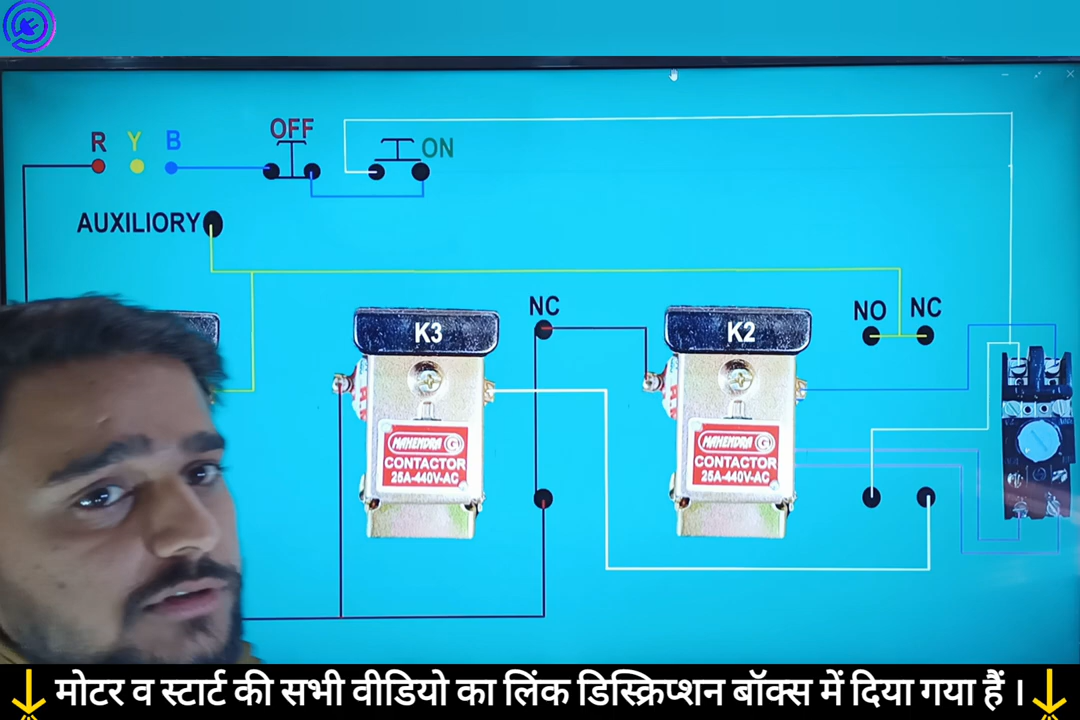 R Y B
OFF
ON
AUXILIORY
K3
NC
K2
NO NC
MAHENDRA G
CONTACTOR
25A-440V-AC
MAHENDRA G
CONTACTOR
25A-440V-AC
मोटर व स्टार्ट की सभी वीडियो का लिंक डिस्क्रिप्शन बॉक्स में दिया गया हैं ।